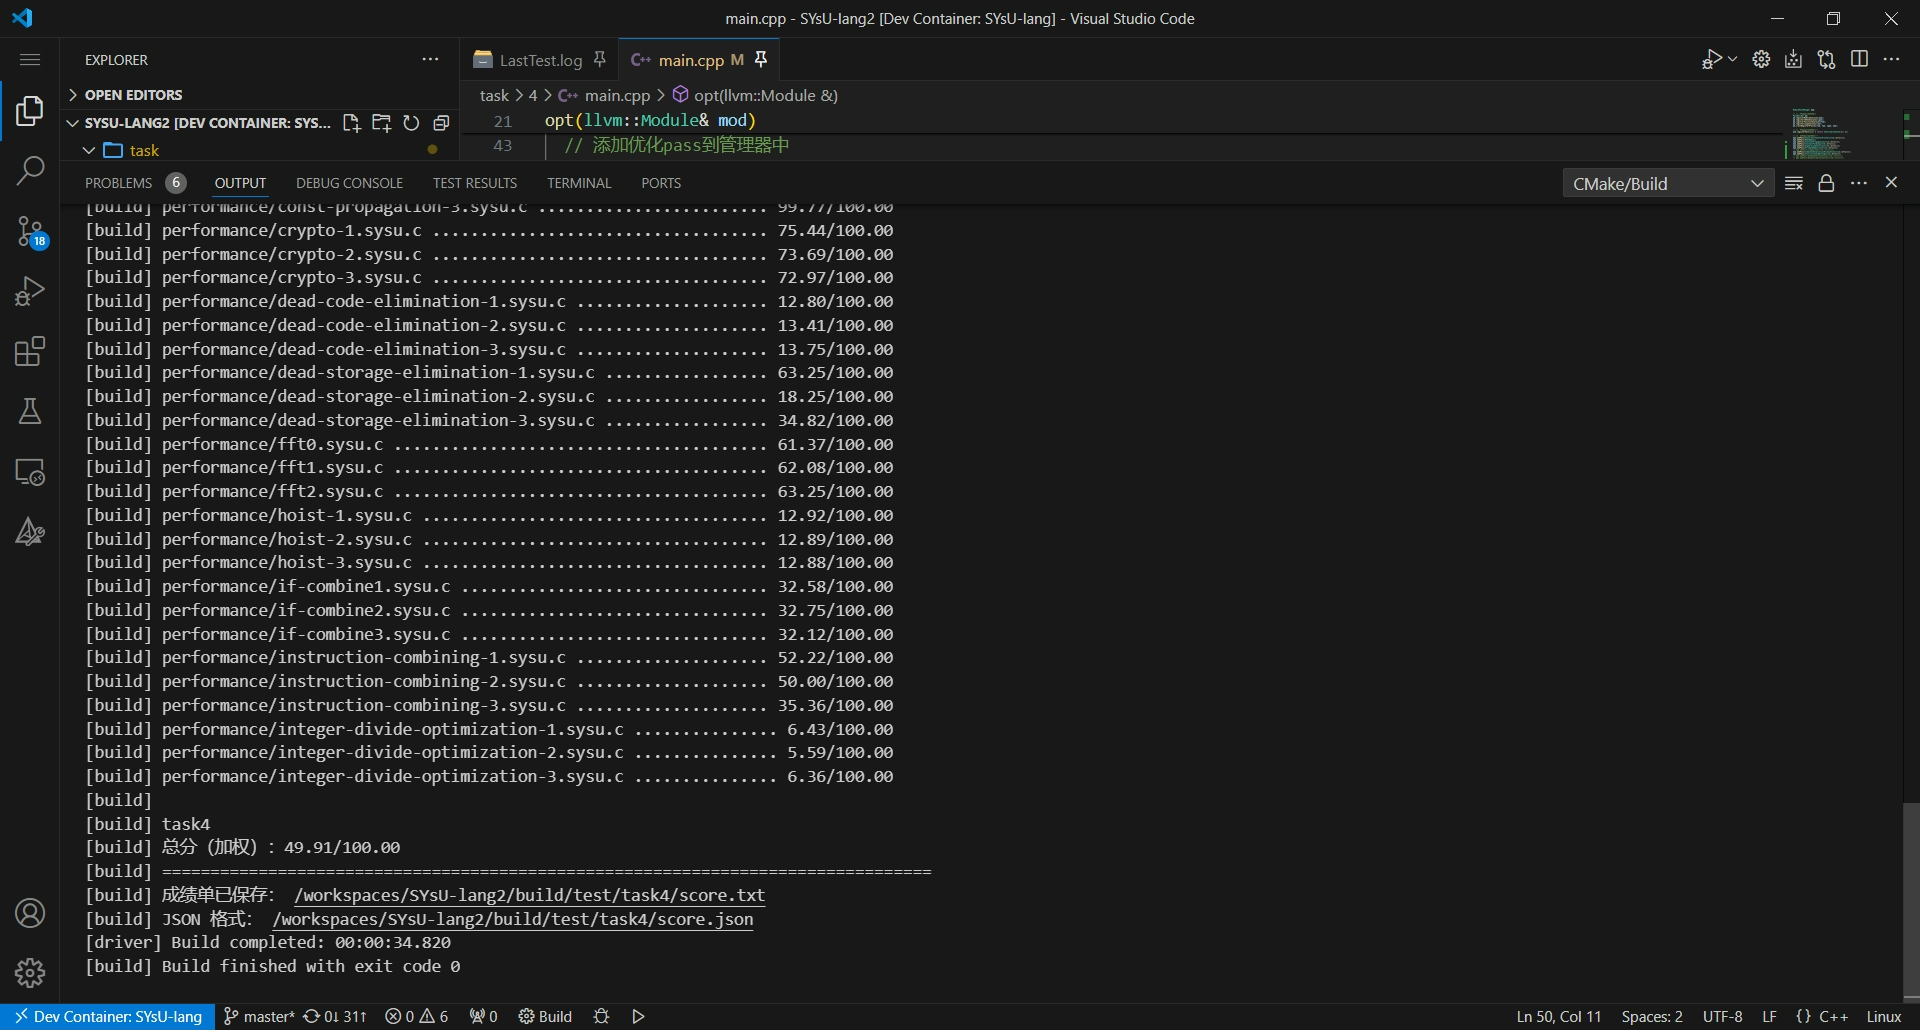 main.cpp - SYsU-lang2 [Dev Container: SYsU-lang] - Visual Studio Code
EXPLORER
LastTest.log
C++ main.cpp M
OPEN EDITORS
task > 4 > C++ main.cpp > opt(llvm::Module &)
SYSU-LANG2 [DEV CONTAINER: SYS...
21 opt(llvm::Module& mod)
task
43 // 添加优化pass到管理器中
PROBLEMS 6 OUTPUT DEBUG CONSOLE TEST RESULTS TERMINAL PORTS
CMake/Build
[build] performance/const-propagation-3.sysu.c ........................ 99.77/100.00
[build] performance/crypto-1.sysu.c ................................... 75.44/100.00
[build] performance/crypto-2.sysu.c ................................... 73.69/100.00
[build] performance/crypto-3.sysu.c ................................... 72.97/100.00
[build] performance/dead-code-elimination-1.sysu.c .................... 12.80/100.00
[build] performance/dead-code-elimination-2.sysu.c .................... 13.41/100.00
[build] performance/dead-code-elimination-3.sysu.c .................... 13.75/100.00
[build] performance/dead-storage-elimination-1.sysu.c ................. 63.25/100.00
[build] performance/dead-storage-elimination-2.sysu.c ................. 18.25/100.00
[build] performance/dead-storage-elimination-3.sysu.c ................. 34.82/100.00
[build] performance/fft0.sysu.c ....................................... 61.37/100.00
[build] performance/fft1.sysu.c ....................................... 62.08/100.00
[build] performance/fft2.sysu.c ....................................... 63.25/100.00
[build] performance/hoist-1.sysu.c .................................... 12.92/100.00
[build] performance/hoist-2.sysu.c .................................... 12.89/100.00
[build] performance/hoist-3.sysu.c .................................... 12.88/100.00
[build] performance/if-combine1.sysu.c ................................ 32.58/100.00
[build] performance/if-combine2.sysu.c ................................ 32.75/100.00
[build] performance/if-combine3.sysu.c ................................ 32.12/100.00
[build] performance/instruction-combining-1.sysu.c .................... 52.22/100.00
[build] performance/instruction-combining-2.sysu.c .................... 50.00/100.00
[build] performance/instruction-combining-3.sysu.c .................... 35.36/100.00
[build] performance/integer-divide-optimization-1.sysu.c ............... 6.43/100.00
[build] performance/integer-divide-optimization-2.sysu.c ............... 5.59/100.00
[build] performance/integer-divide-optimization-3.sysu.c ............... 6.36/100.00
[build]
[build] task4
[build] 总分（加权）: 49.91/100.00
[build] ================================================================================
[build] 成绩单已保存： /workspaces/SYsU-lang2/build/test/task4/score.txt
[build] JSON 格式： /workspaces/SYsU-lang2/build/test/task4/score.json
[driver] Build completed: 00:00:34.820
[build] Build finished with exit code 0
18
Dev Container: SYsU-lang master* 0↓ 31↑ 0 6 0 Build Ln 50, Col 11 Spaces: 2 UTF-8 LF {} C++ Linux